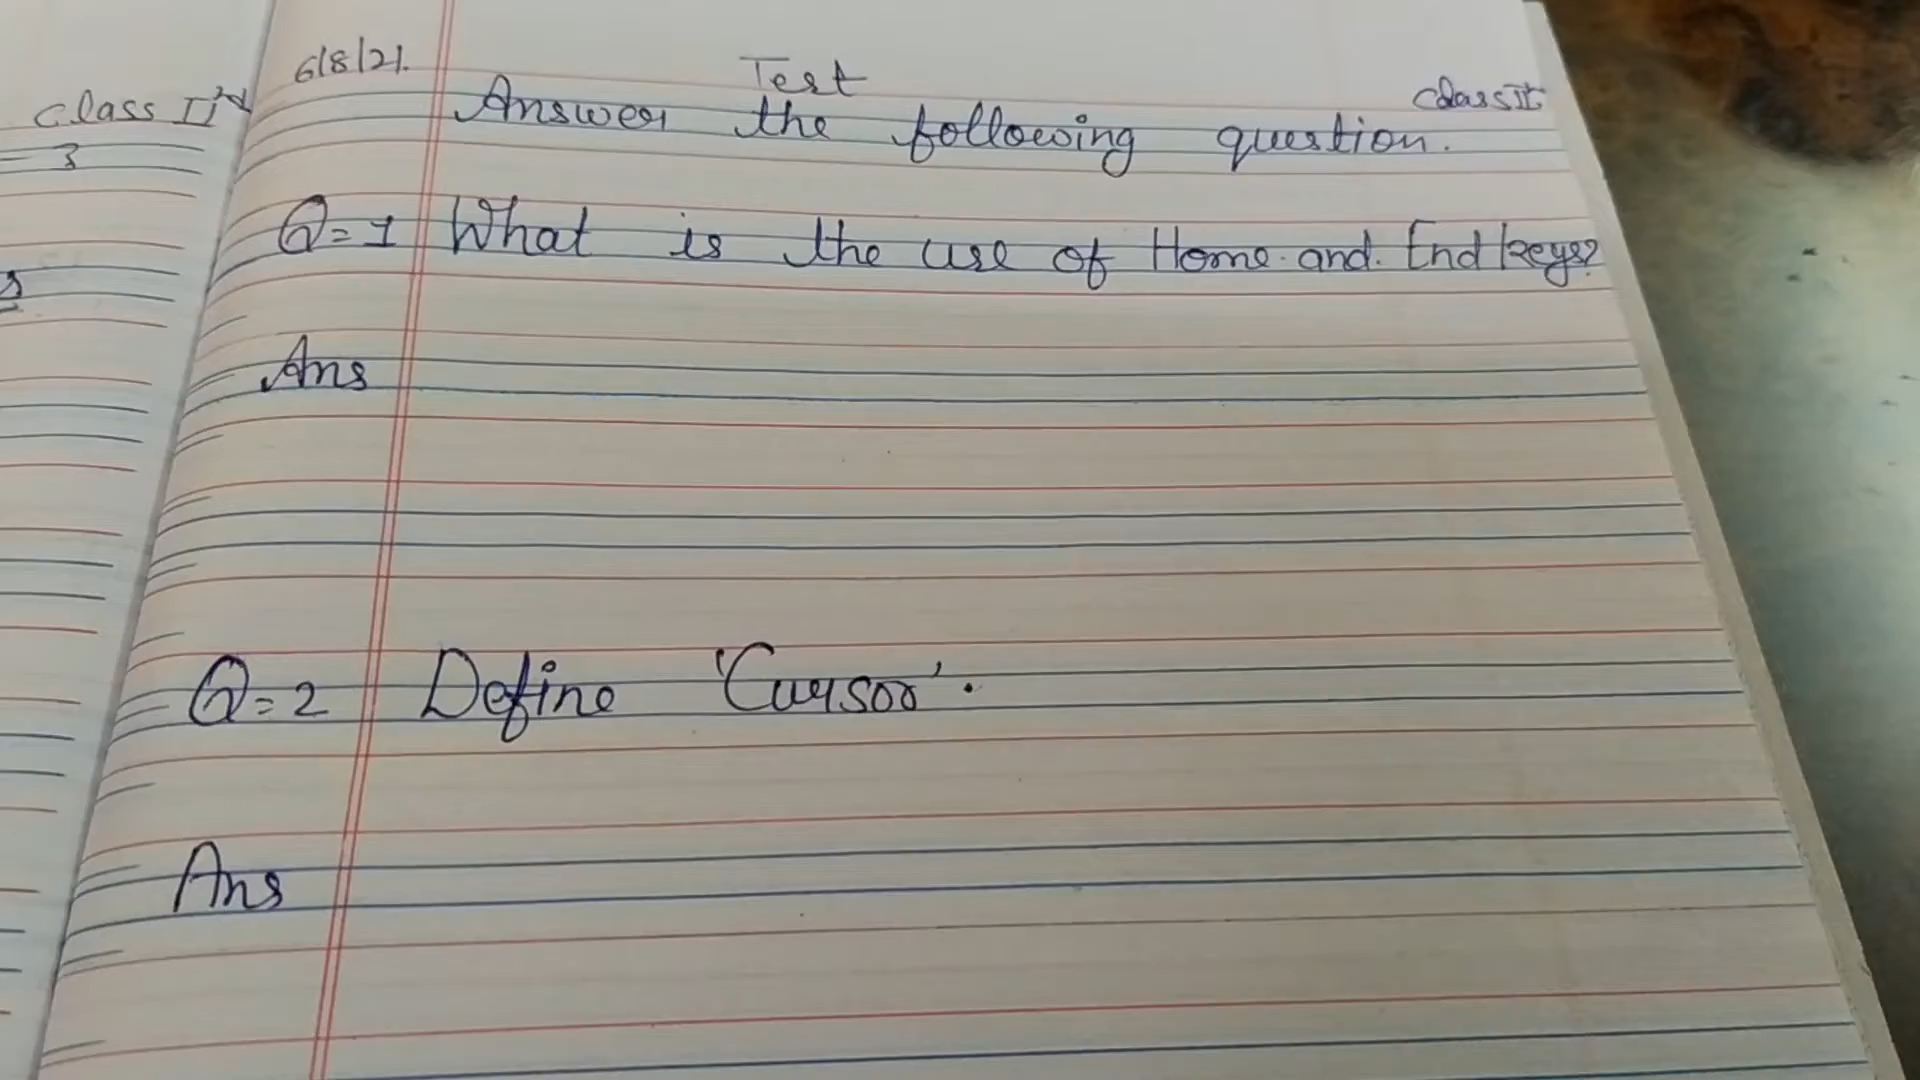 class IInd
= 3
6/8/21.
Test
Class II
Answer the following question.
Q=1 What is the use of Home and. End keys?
Ans
Q=2 Define 'Cursor'.
Ans